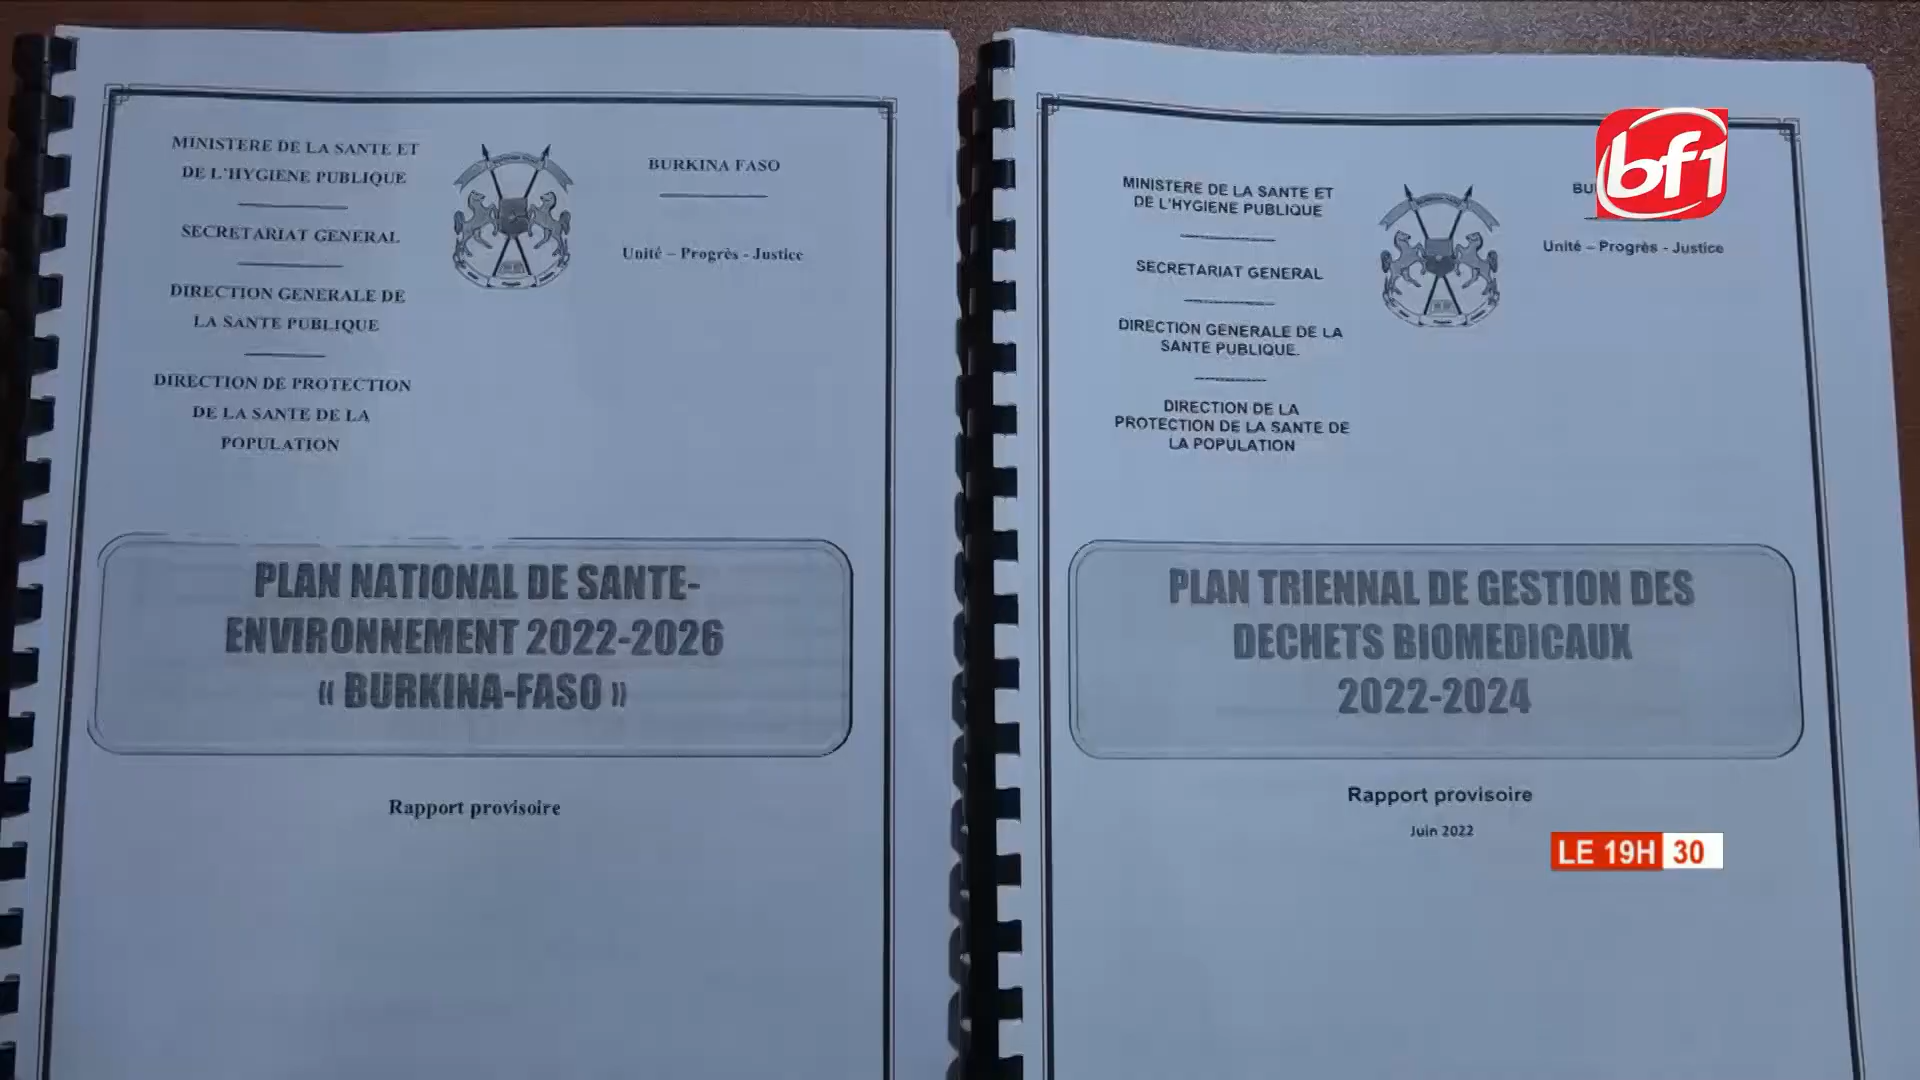 MINISTERE DE LA SANTE ET
DE L'HYGIENE PUBLIQUE
SECRETARIAT GENERAL
DIRECTION GENERALE DE
LA SANTE PUBLIQUE
DIRECTION DE PROTECTION
DE LA SANTE DE LA
POPULATION
BURKINA FASO
Unité – Progrès - Justice
PLAN NATIONAL DE SANTE-
ENVIRONNEMENT 2022-2026
« BURKINA-FASO »
Rapport provisoire
MINISTERE DE LA SANTE ET
DE L'HYGIENE PUBLIQUE
SECRETARIAT GENERAL
DIRECTION GENERALE DE LA
SANTE PUBLIQUE.
DIRECTION DE LA
PROTECTION DE LA SANTE DE
LA POPULATION
BU
Unité – Progrès - Justice
PLAN TRIENNAL DE GESTION DES
DECHETS BIOMEDICAUX
2022-2024
Rapport provisoire
Juin 2022
bf1
LE 19H 30